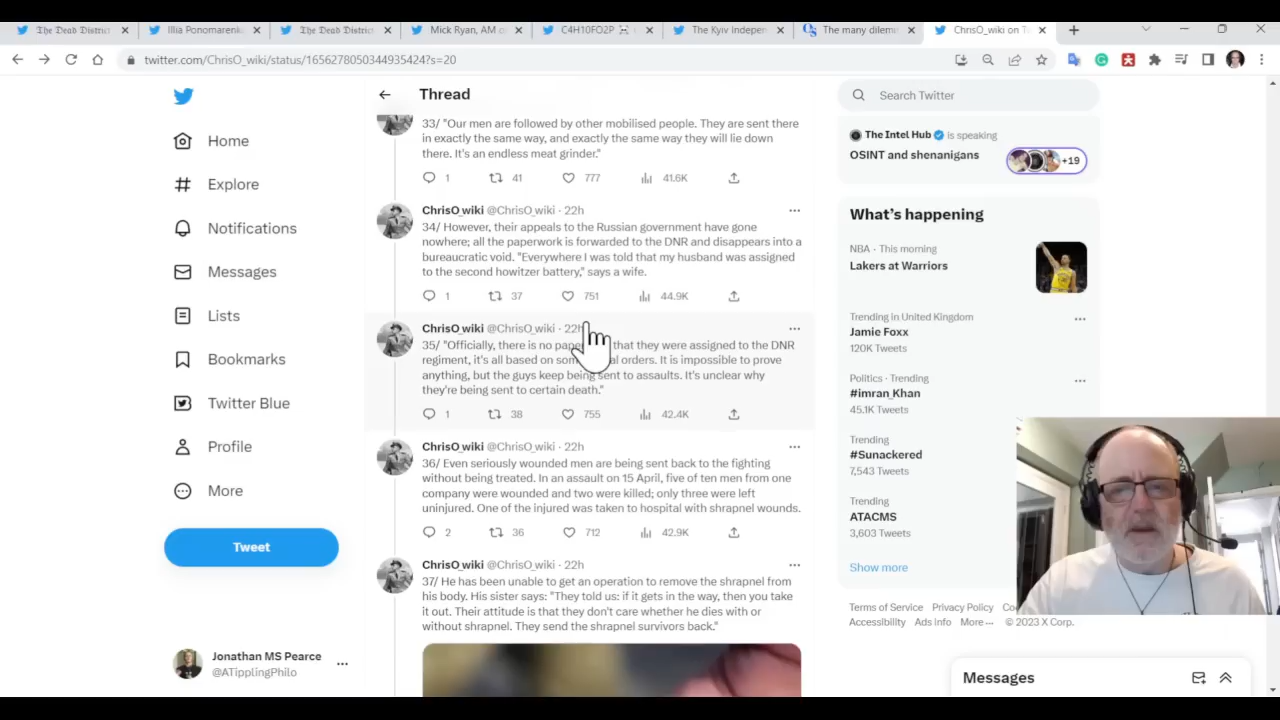 The Dead District
Illia Ponomarenk
The Dead District
Mick Ryan, AM
C4H10FO2P
The Kyiv Indepen
The many dilem
ChrisO_wiki on T
twitter.com/ChrisO_wiki/status/1656278050344935424?s=20
Home
Explore
Notifications
Messages
Lists
Bookmarks
Twitter Blue
Profile
More
Tweet
Jonathan MS Pearce
@ATipplingPhilo
Thread
33/ "Our men are followed by other mobilised people. They are sent there
in exactly the same way, and exactly the same way they will lie down
there. It's an endless meat grinder."
1 41 777 41.6K
ChrisO_wiki @ChrisO_wiki · 22h
34/ However, their appeals to the Russian government have gone
nowhere; all the paperwork is forwarded to the DNR and disappears into a
bureaucratic void. "Everywhere I was told that my husband was assigned
to the second howitzer battery," says a wife.
1 37 751 44.9K
ChrisO_wiki @ChrisO_wiki · 22h
35/ "Officially, there is no that they were assigned to the DNR
regiment, it's all based on orders. It is impossible to prove
anything, but the guys keep being sent to assaults. It's unclear why
they're being sent to certain death."
1 38 755 42.4K
ChrisO_wiki @ChrisO_wiki · 22h
36/ Even seriously wounded men are being sent back to the fighting
without being treated. In an assault on 15 April, five of ten men from one
company were wounded and two were killed; only three were left
uninjured. One of the injured was taken to hospital with shrapnel wounds.
2 36 712 42.9K
ChrisO_wiki @ChrisO_wiki · 22h
37/ He has been unable to get an operation to remove the shrapnel from
his body. His sister says: "They told us: if it gets in the way, then you take
it out. Their attitude is that they don't care whether he dies with or
without shrapnel. They send the shrapnel survivors back."
Search Twitter
The Intel Hub is speaking
OSINT and shenanigans
+19
What's happening
NBA · This morning
Lakers at Warriors
Trending in United Kingdom
Jamie Foxx
120K Tweets
Politics · Trending
#imran_Khan
45.1K Tweets
Trending
#Sunackered
7,543 Tweets
Trending
ATACMS
3,603 Tweets
Show more
Terms of Service Privacy Policy
Accessibility Ads info More ··· © 2023 X Corp.
Messages